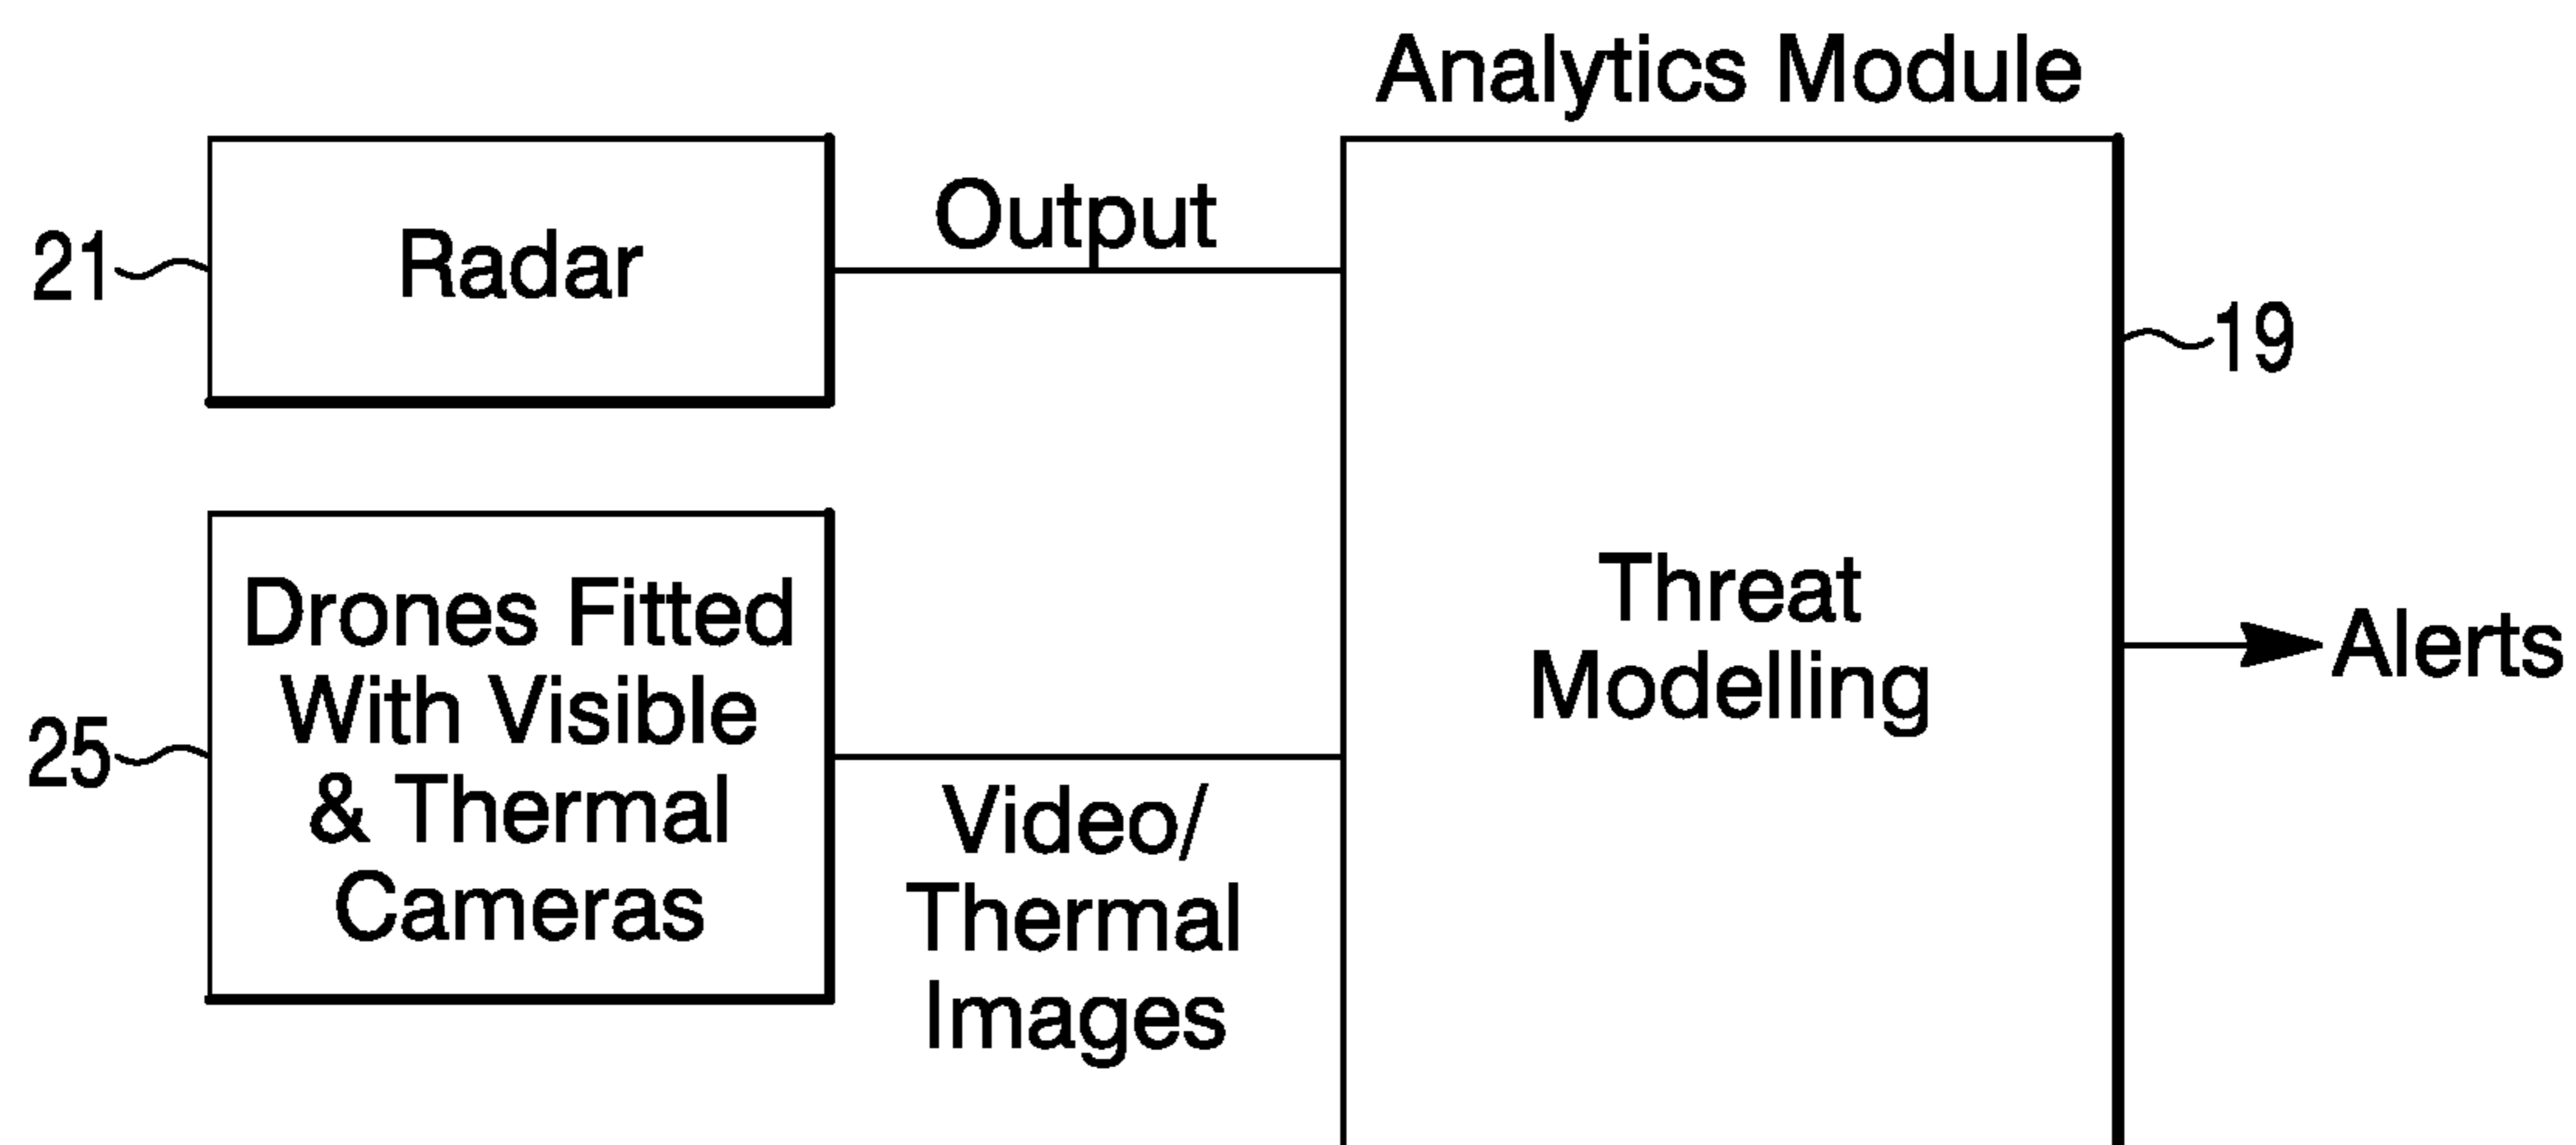 Analytics Module
21
Radar
Output
19
25
Drones Fitted
With Visible
& Thermal
Cameras
Video/
Thermal
Images
Threat
Modelling
Alerts